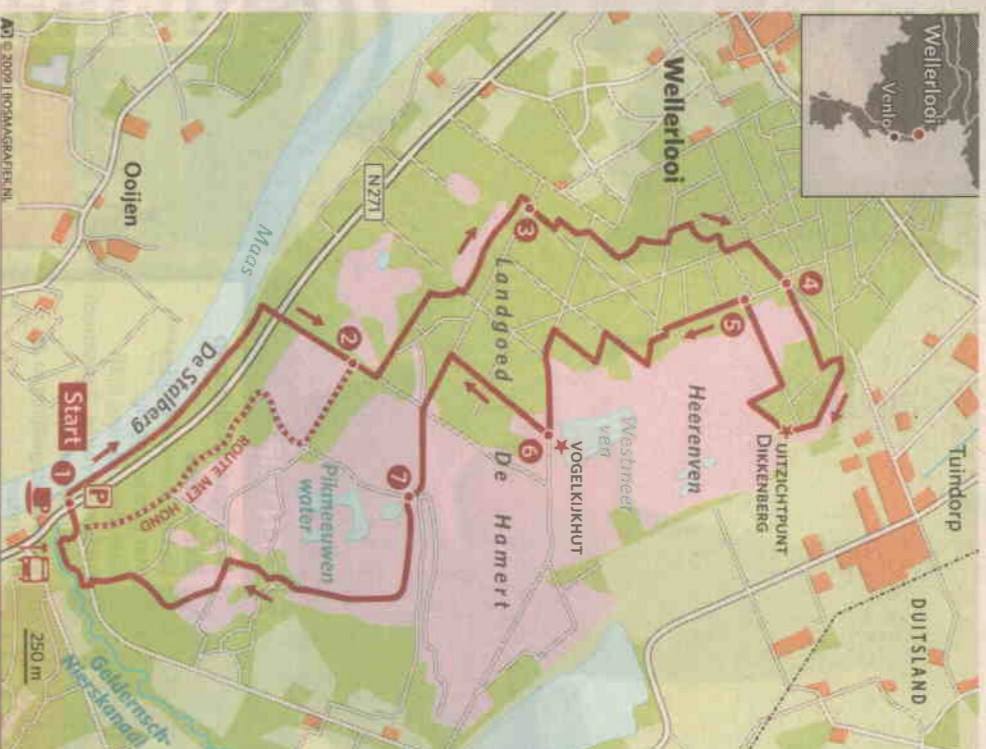 Wellerlooi
Venlo
Wellerlooi
Tuindorp
DUITSLAND
N271
Ooijen
Maas
De Stalberg
Landgoed
De
Hamert
Heerenven
UITZICHTPUNT
DIKKENBERG
Westmeer
ven
VOGELKIJKHUT
Pikmeeuwen
water
ROUTE MET
HOND
Start
P
1
2
3
4
5
6
7
Geldernsch-
Nierskanaal
250 m
AD © 2009 | ROSMAGRAFIEK.NL